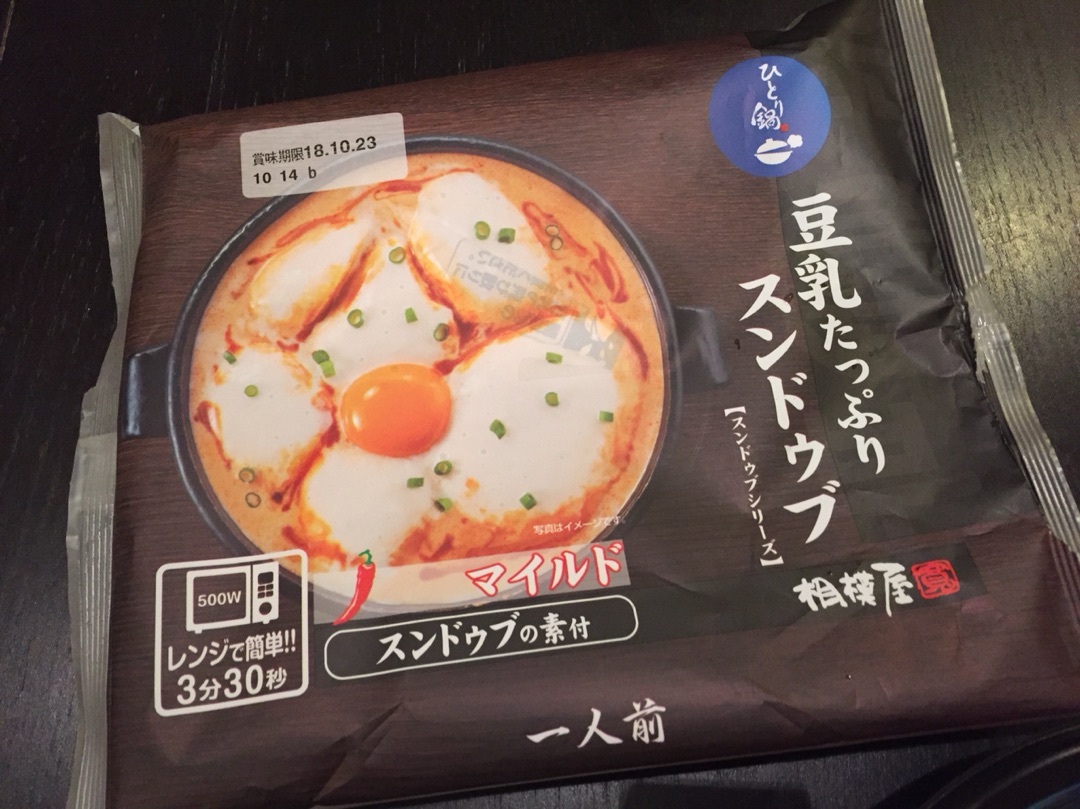 ひとり鍋
賞味期限18.10.23
10 14 b
豆乳たっぷり
スンドゥブ
【スンドゥブシリーズ】
写真はイメージです
マイルド
スンドゥブの素付
相模屋
500W
レンジで簡単!!
3分30秒
一人前